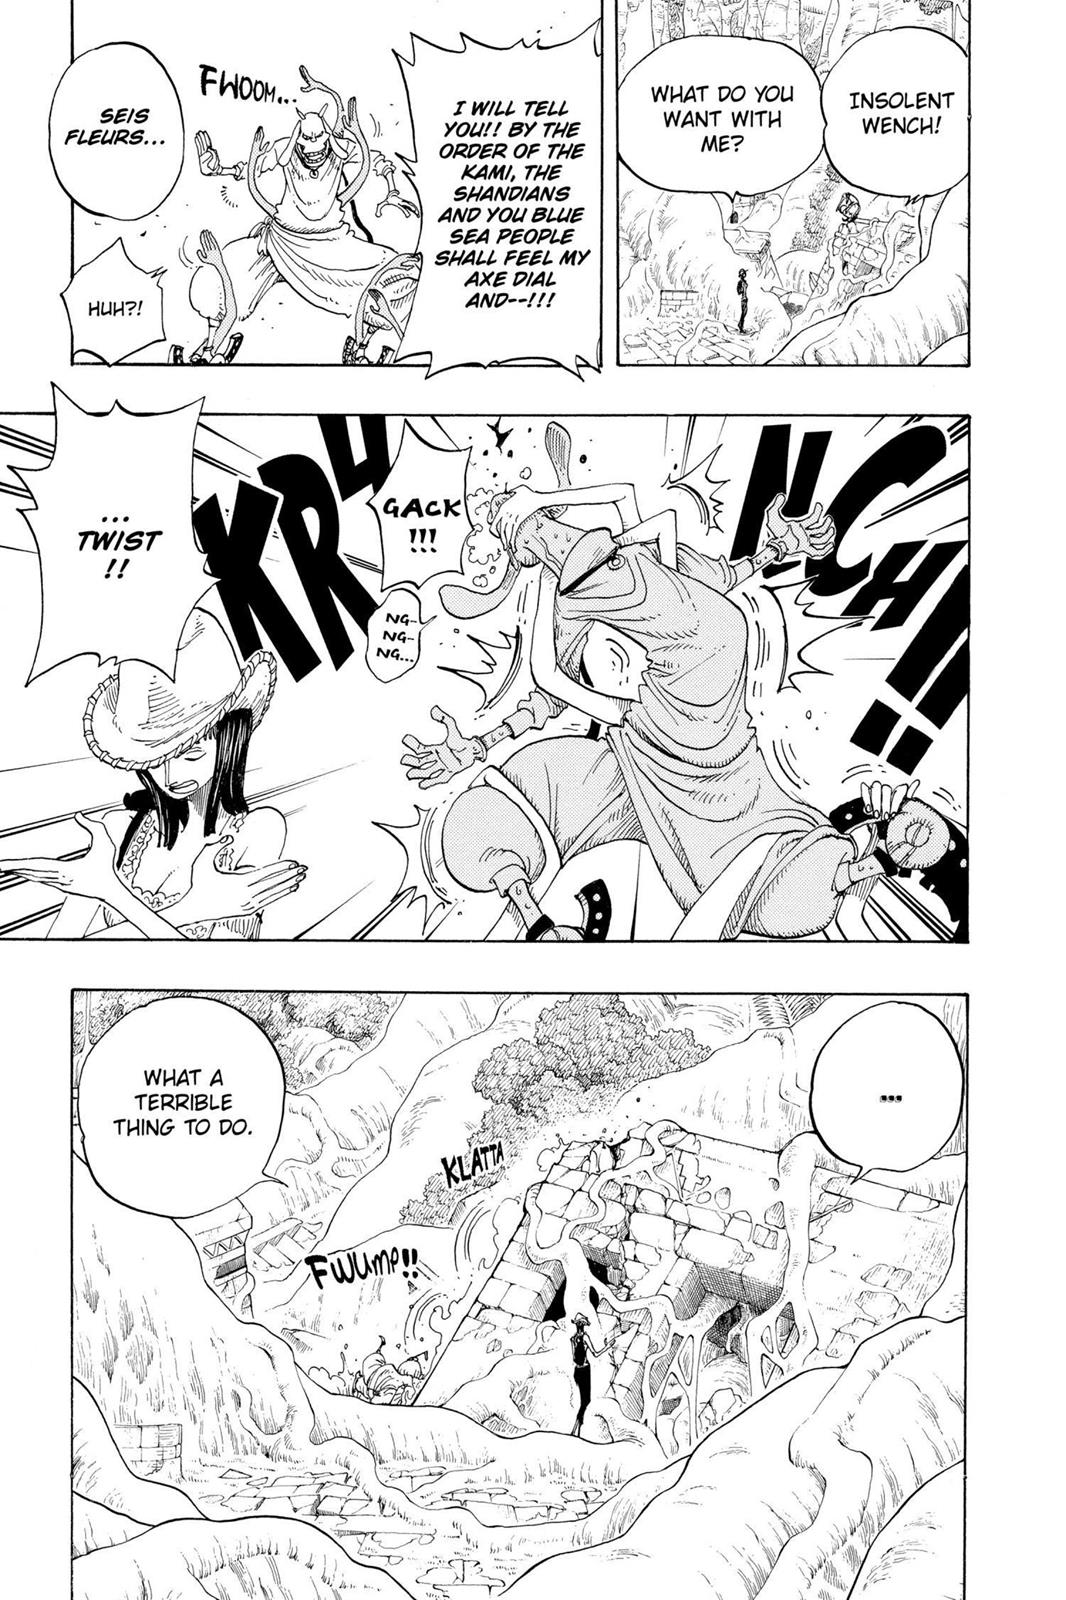 INSOLENT
WENCH!
WHAT DO YOU
WANT WITH
ME?
I WILL TELL
YOU!! BY THE
ORDER OF THE
KAMI, THE
SHANDIANS
AND YOU BLUE
SEA PEOPLE
SHALL FEEL MY
AXE DIAL
AND--!!!
FWOOM...
SEIS
FLEURS...
HUH?!
KRUNCH!!
GACK
!!!
NG-
NG-
NG...
...
TWIST
!!
...
KLATTA
FWUMP!!
WHAT A
TERRIBLE
THING TO DO.